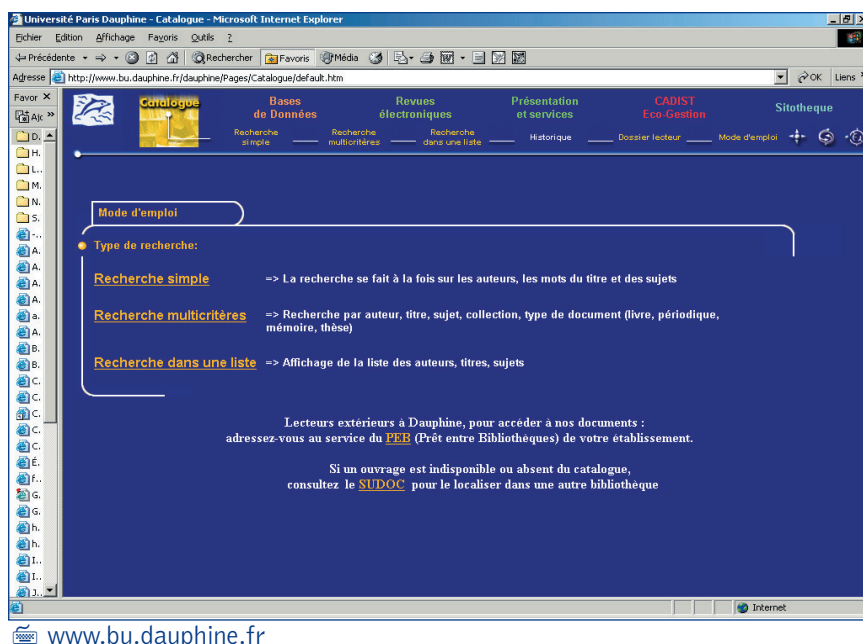 Université Paris Dauphine - Catalogue - Microsoft Internet Explorer
Fichier Edition Affichage Favoris Outils ?
Précédente Rechercher Favoris Média
Adresse http://www.bu.dauphine.fr/dauphine/Pages/Catalogue/default.htm OK Liens
Favor
Catalogue
Bases de Données
Revues électroniques
Présentation et services
CADIST Eco-Gestion
Sitotheque
Recherche simple
Recherche multicritères
Recherche dans une liste
Historique
Dossier lecteur
Mode d'emploi
Ajc
D.
H.
L..
M.
N.
S.
-..
A.
A.
A.
A.
a.
A.
B.
B.
C.
C.
C.
C.
C.
É.
f..
G.
G.
h.
h.
I..
I..
J..
Mode d'emploi
Type de recherche:
Recherche simple => La recherche se fait à la fois sur les auteurs, les mots du titre et des sujets
Recherche multicritères => Recherche par auteur, titre, sujet, collection, type de document (livre, périodique,
mémoire, thèse)
Recherche dans une liste => Affichage de la liste des auteurs, titres, sujets
Lecteurs extérieurs à Dauphine, pour accéder à nos documents :
adressez-vous au service du PEB (Prêt entre Bibliothèques) de votre établissement.
Si un ouvrage est indisponible ou absent du catalogue,
consultez le SUDOC pour le localiser dans une autre bibliothèque
Internet
www.bu.dauphine.fr